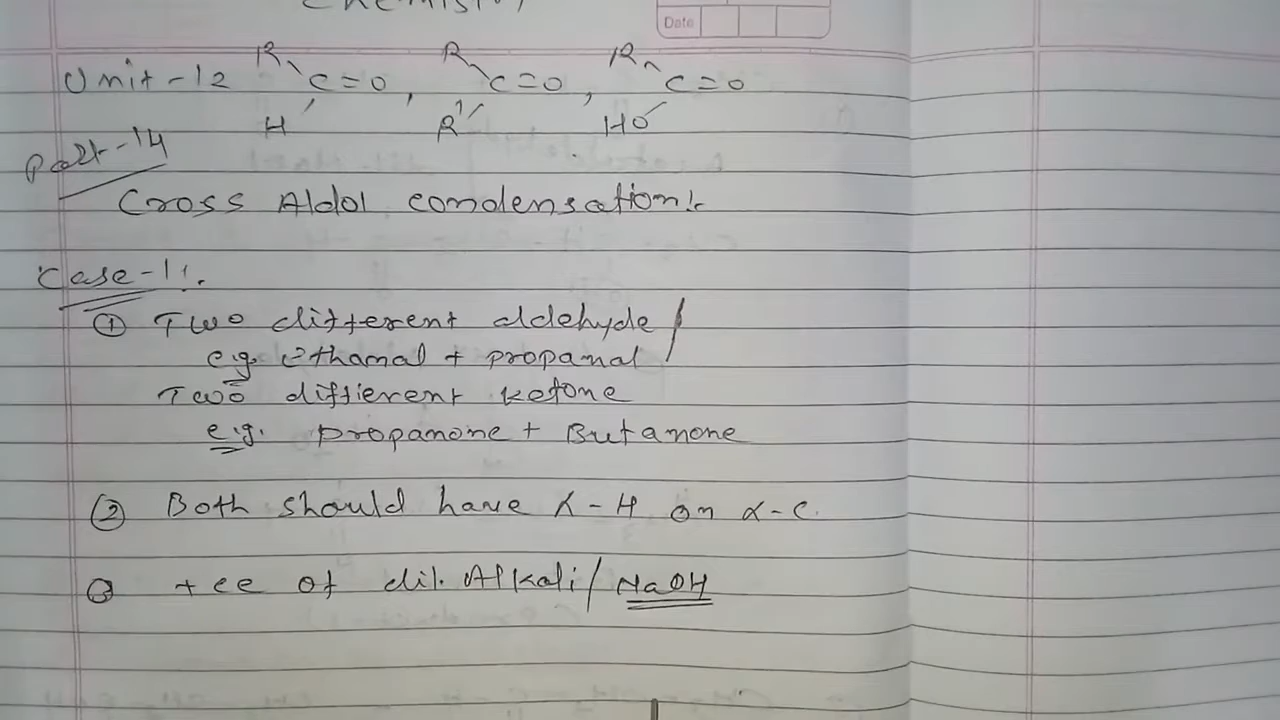 Chemistry
Date
Unit-12 R C=O, R C=O, R C=O
H R' HO
Part-14
Cross Aldol condensation:-
Case-1:.
① Two different aldehyde /
e.g. Ethanal + propanal
Two different ketone
e.g. propanone + Butanone
② Both should have α-H on α-C.
③ +ce of dil. Alkali/NaOH